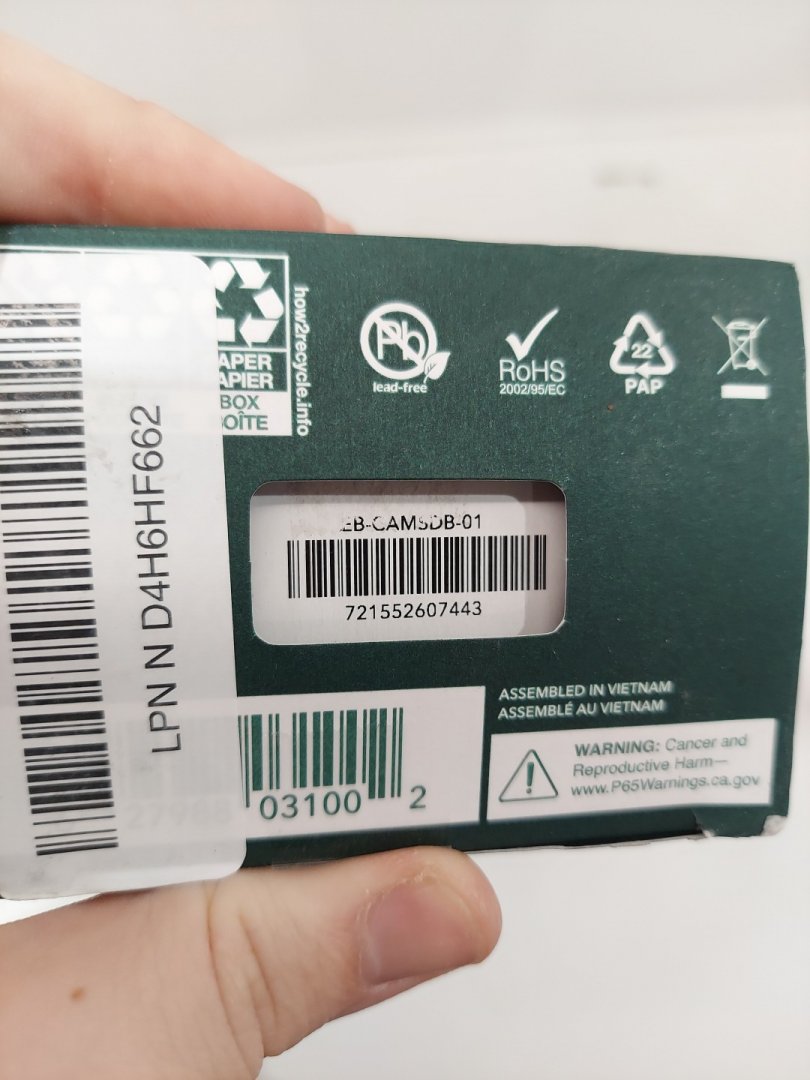 how2recycle.info
PAPER
PAPIER
BOX
BOÎTE
Pb
lead-free
RoHS
2002/95/EC
22
PAP
LPN N D4H6HF662
EB-CAMSDB-01
721552607443
03100 2
ASSEMBLED IN VIETNAM
ASSEMBLÉ AU VIETNAM
WARNING: Cancer and
Reproductive Harm—
www.P65Warnings.ca.gov